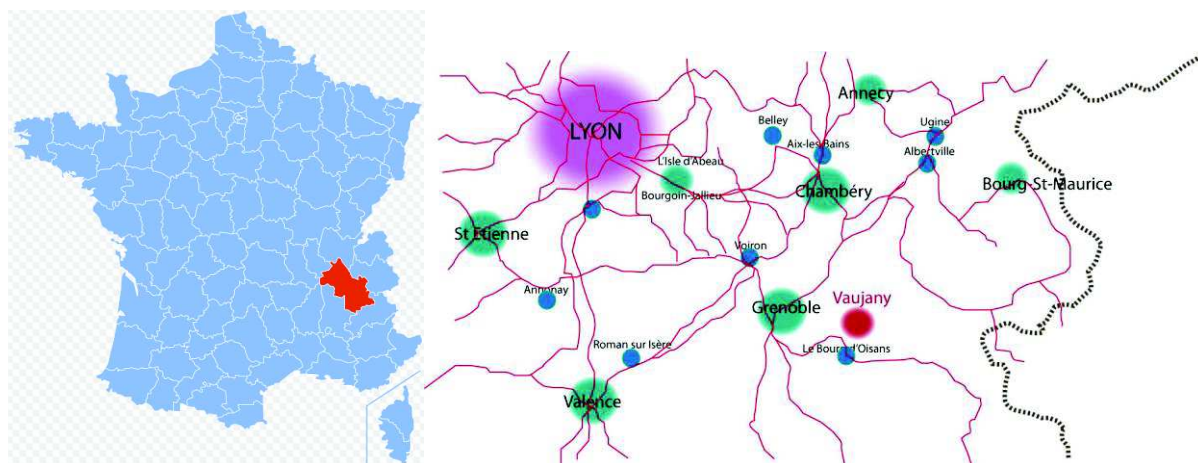 Annecy
Belley
Ugine
LYON
Aix-les-Bains
Albertville
L'Isle d'Abeau
Bourg-St-Maurice
Chambéry
Bourgoin-Jallieu
St Etienne
Voiron
Annonay
Vaujany
Grenoble
Roman sur Isère
Le Bourg d'Oisans
Valence